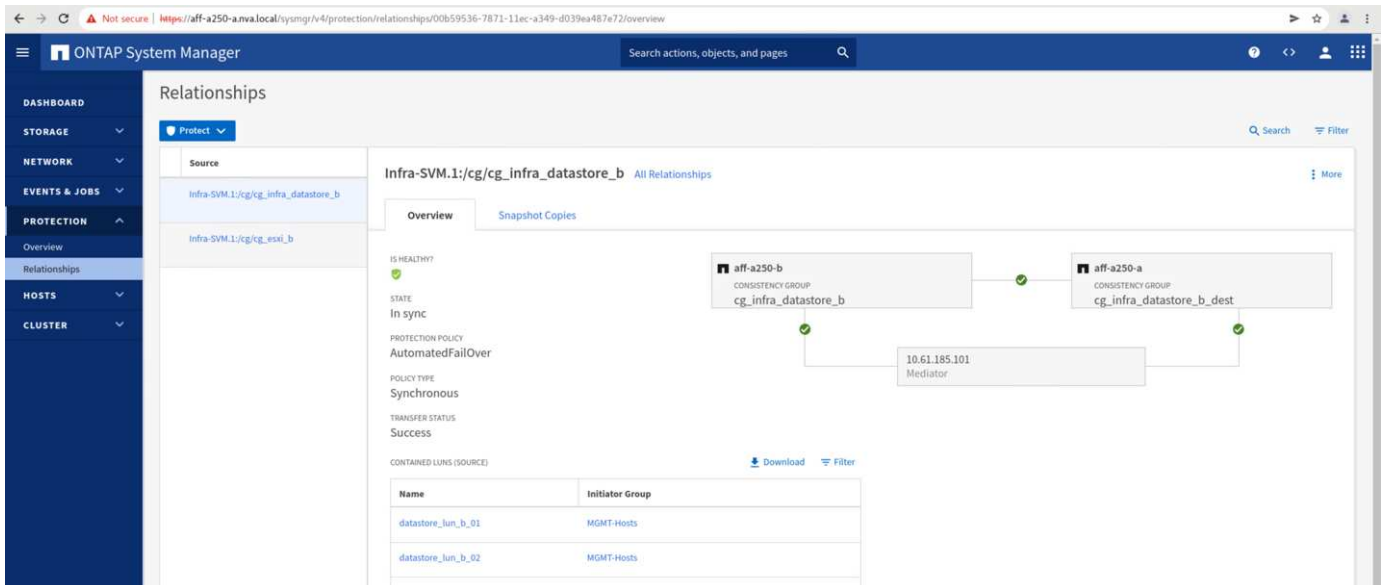 Not secure | https://aff-a250-a.nva.local/sysmgr/v4/protection/relationships/00b59536-7871-11ec-a349-d039ea487e72/overview
ONTAP System Manager
Search actions, objects, and pages
DASHBOARD
STORAGE
NETWORK
EVENTS & JOBS
PROTECTION
Overview
Relationships
HOSTS
CLUSTER
Relationships
Protect
Search
Filter
Source
Infra-SVM.1:/cg/cg_infra_datastore_b
Infra-SVM.1:/cg/cg_esxi_b
Infra-SVM.1:/cg/cg_infra_datastore_b All Relationships
More
Overview
Snapshot Copies
IS HEALTHY?
STATE
In sync
PROTECTION POLICY
AutomatedFailOver
POLICY TYPE
Synchronous
TRANSFER STATUS
Success
aff-a250-b
CONSISTENCY GROUP
cg_infra_datastore_b
aff-a250-a
CONSISTENCY GROUP
cg_infra_datastore_b_dest
10.61.185.101
Mediator
CONTAINED LUNS (SOURCE)
Download
Filter
Name
Initiator Group
datastore_lun_b_01
MGMT-Hosts
datastore_lun_b_02
MGMT-Hosts